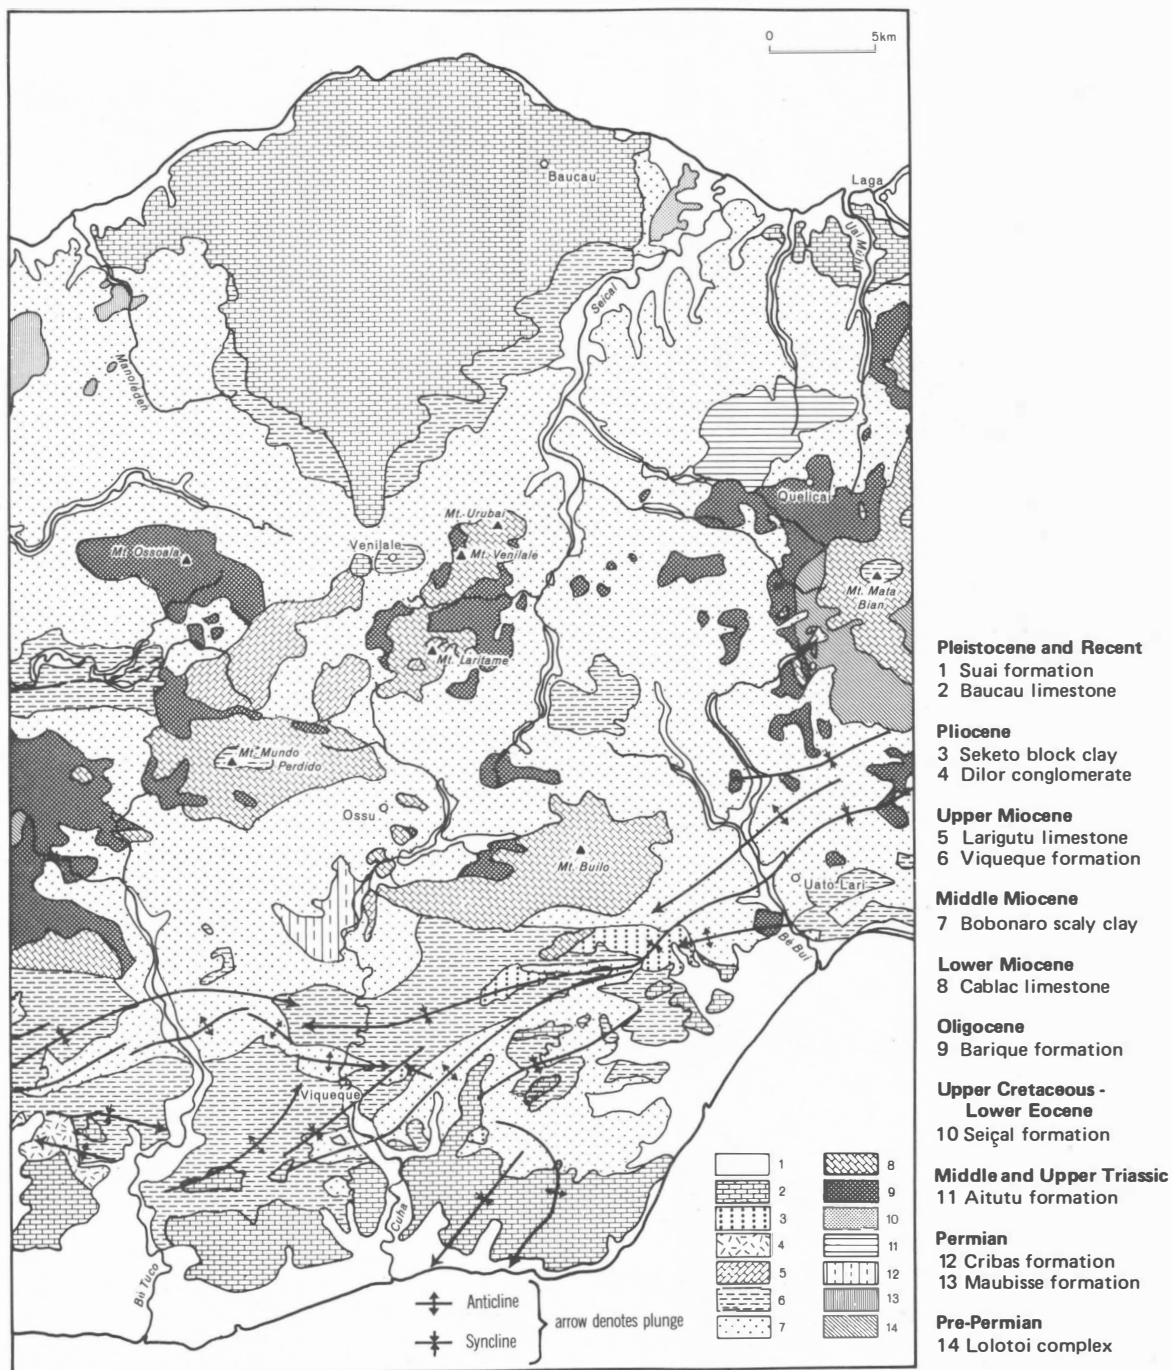 0 5km
Baucau
Laga
Uai Muhi
Seical
Manoleden
Quelicai
Mt. Urubai
Mt. Ossoala
Venilale
Mt. Venilale
Mt. Mata
Bian
Mt. Laritame
Mt. Mundo
Perdido
Ossu
Mt. Builo
Uato Lari
Bè Bui
Viqueque
Cuha
Bè Tuco
1 8
2 9
3 10
4 11
5 12
6 13
7 14
Anticline
Syncline
arrow denotes plunge
Pleistocene and Recent
1 Suai formation
2 Baucau limestone
Pliocene
3 Seketo block clay
4 Dilor conglomerate
Upper Miocene
5 Larigutu limestone
6 Viqueque formation
Middle Miocene
7 Bobonaro scaly clay
Lower Miocene
8 Cablac limestone
Oligocene
9 Barique formation
Upper Cretaceous -
Lower Eocene
10 Seiçal formation
Middle and Upper Triassic
11 Aitutu formation
Permian
12 Cribas formation
13 Maubisse formation
Pre-Permian
14 Lolotoi complex